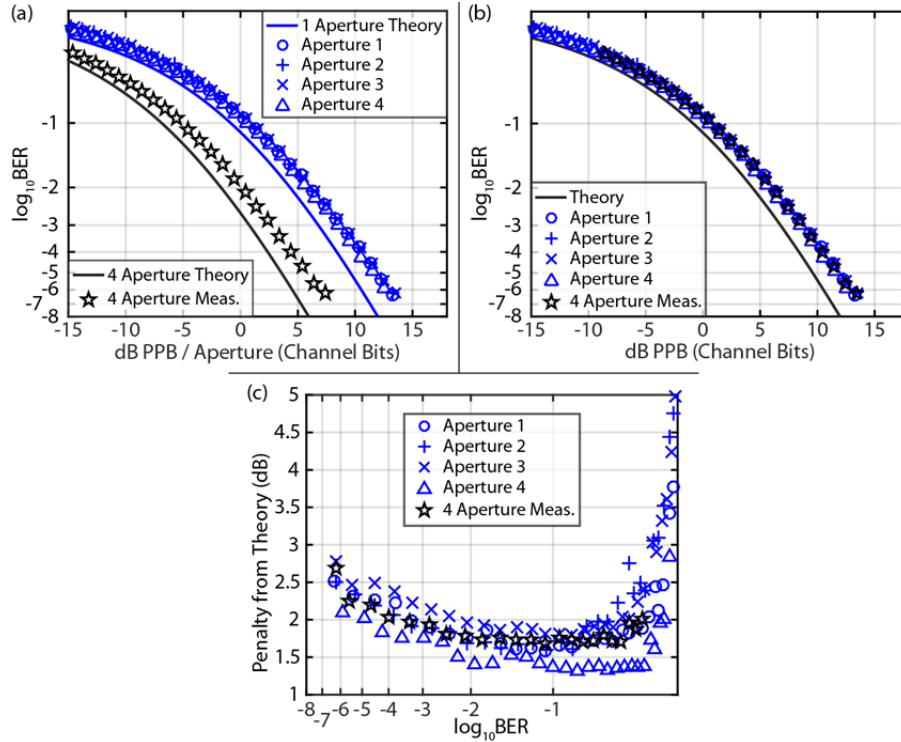 (a)
1 Aperture Theory
Aperture 1
Aperture 2
Aperture 3
Aperture 4
log10BER
-1
-2
-3
-4
-5
-6
-7
-8
4 Aperture Theory
4 Aperture Meas.
-15 -10 -5 0 5 10 15
dB PPB / Aperture (Channel Bits)
(b)
log10BER
-1
-2
-3
-4
-5
-6
-7
-8
Theory
Aperture 1
Aperture 2
Aperture 3
Aperture 4
4 Aperture Meas.
-15 -10 -5 0 5 10 15
dB PPB (Channel Bits)
(c)
Penalty from Theory (dB)
5
4.5
4
3.5
3
2.5
2
1.5
1
Aperture 1
Aperture 2
Aperture 3
Aperture 4
4 Aperture Meas.
-8 -7 -6 -5 -4 -3 -2 -1
log10BER